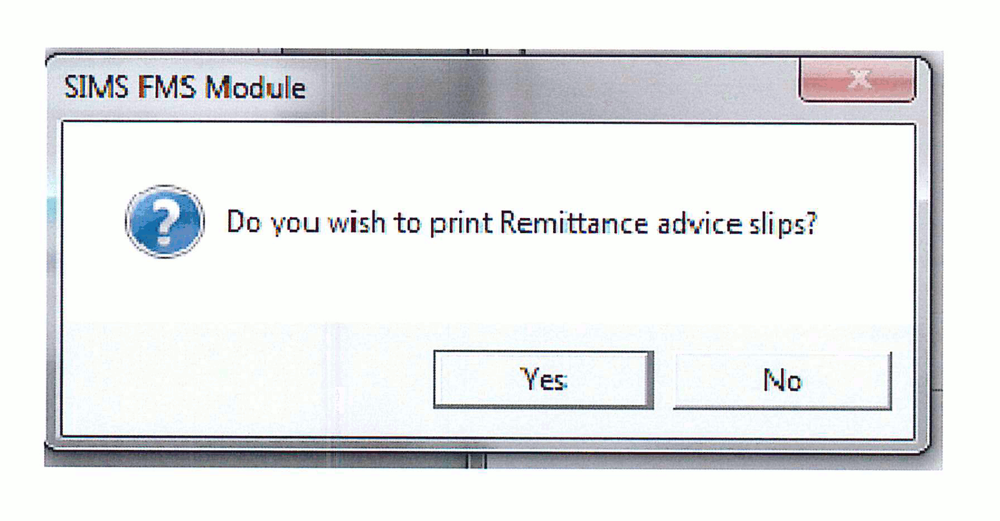 SIMS FMS Module
X
Do you wish to print Remittance advice slips?
Yes
No